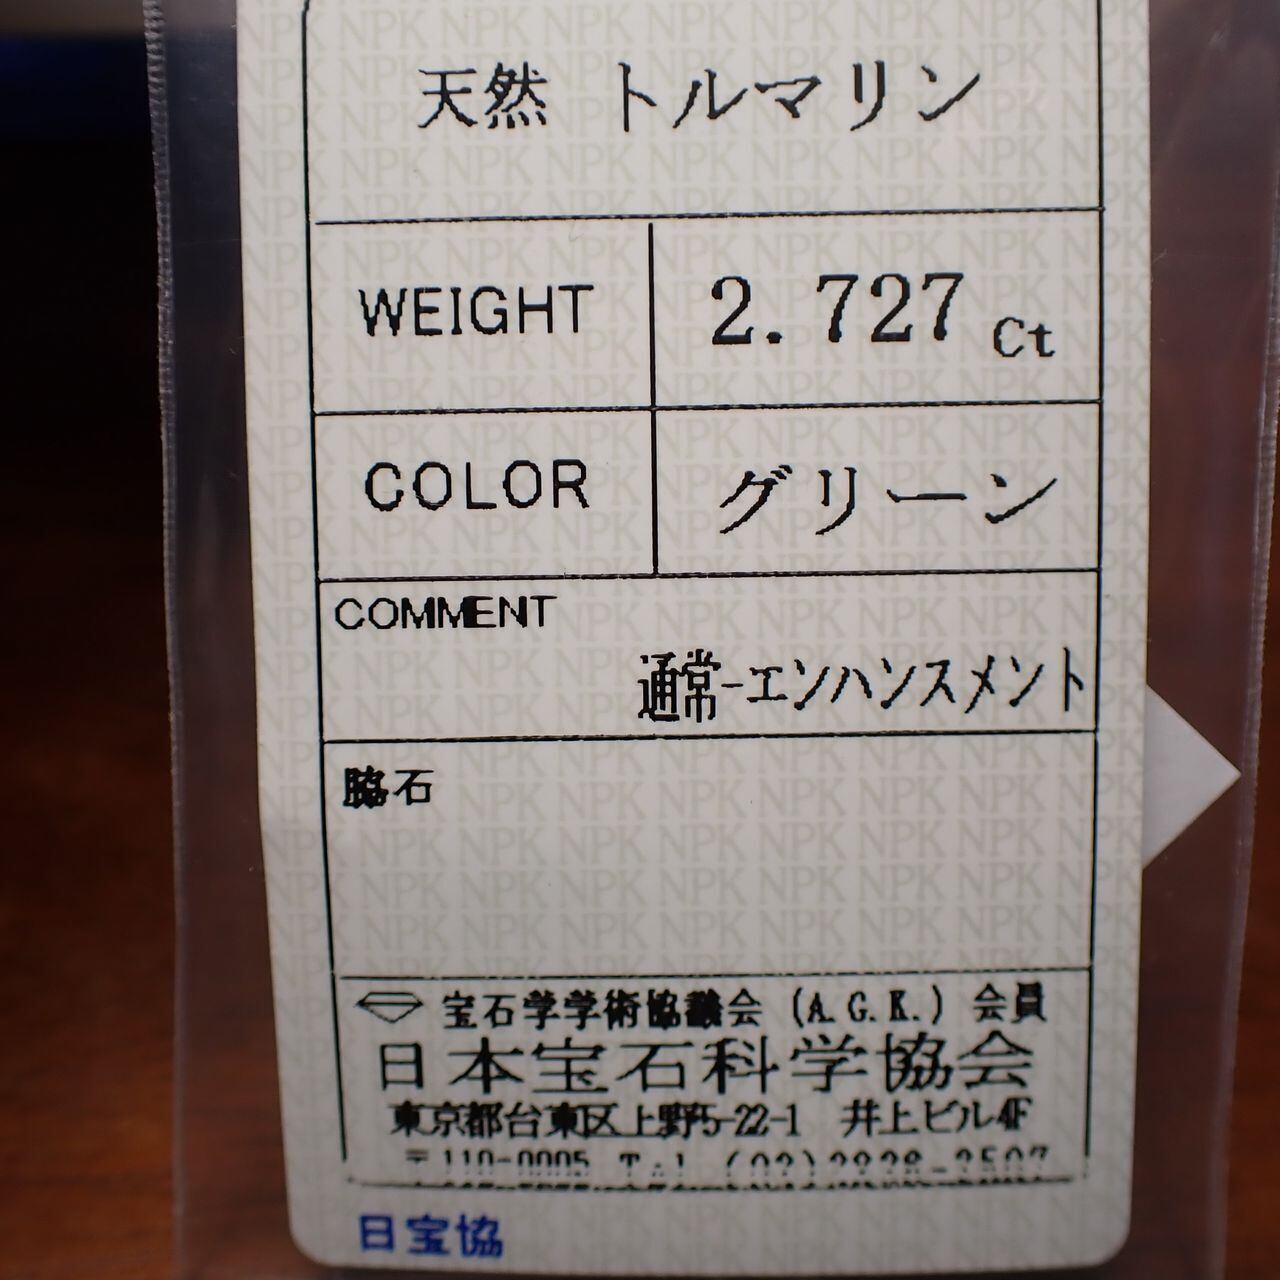 天然 トルマリン
WEIGHT 2.727 Ct
COLOR グリーン
COMMENT
通常-エンハンスメント
脇石
宝石学学術協議会 (A.G.K.) 会員
日本宝石科学協会
東京都台東区上野5-22-1 井上ビル4F
〒110-0005 Tel
日宝協